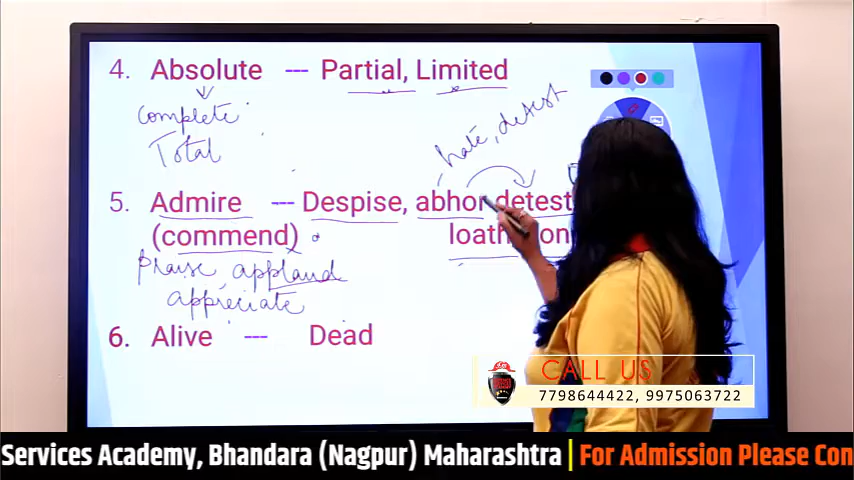 4. Absolute --- Partial, Limited
complete
Total
hate, detest
5. Admire --- Despise, abhor detest
(commend)
praise applaud
appreciate
6. Alive --- Dead
CALL US
7798644422, 9975063722
Services Academy, Bhandara (Nagpur) Maharashtra | For Admission Please Con